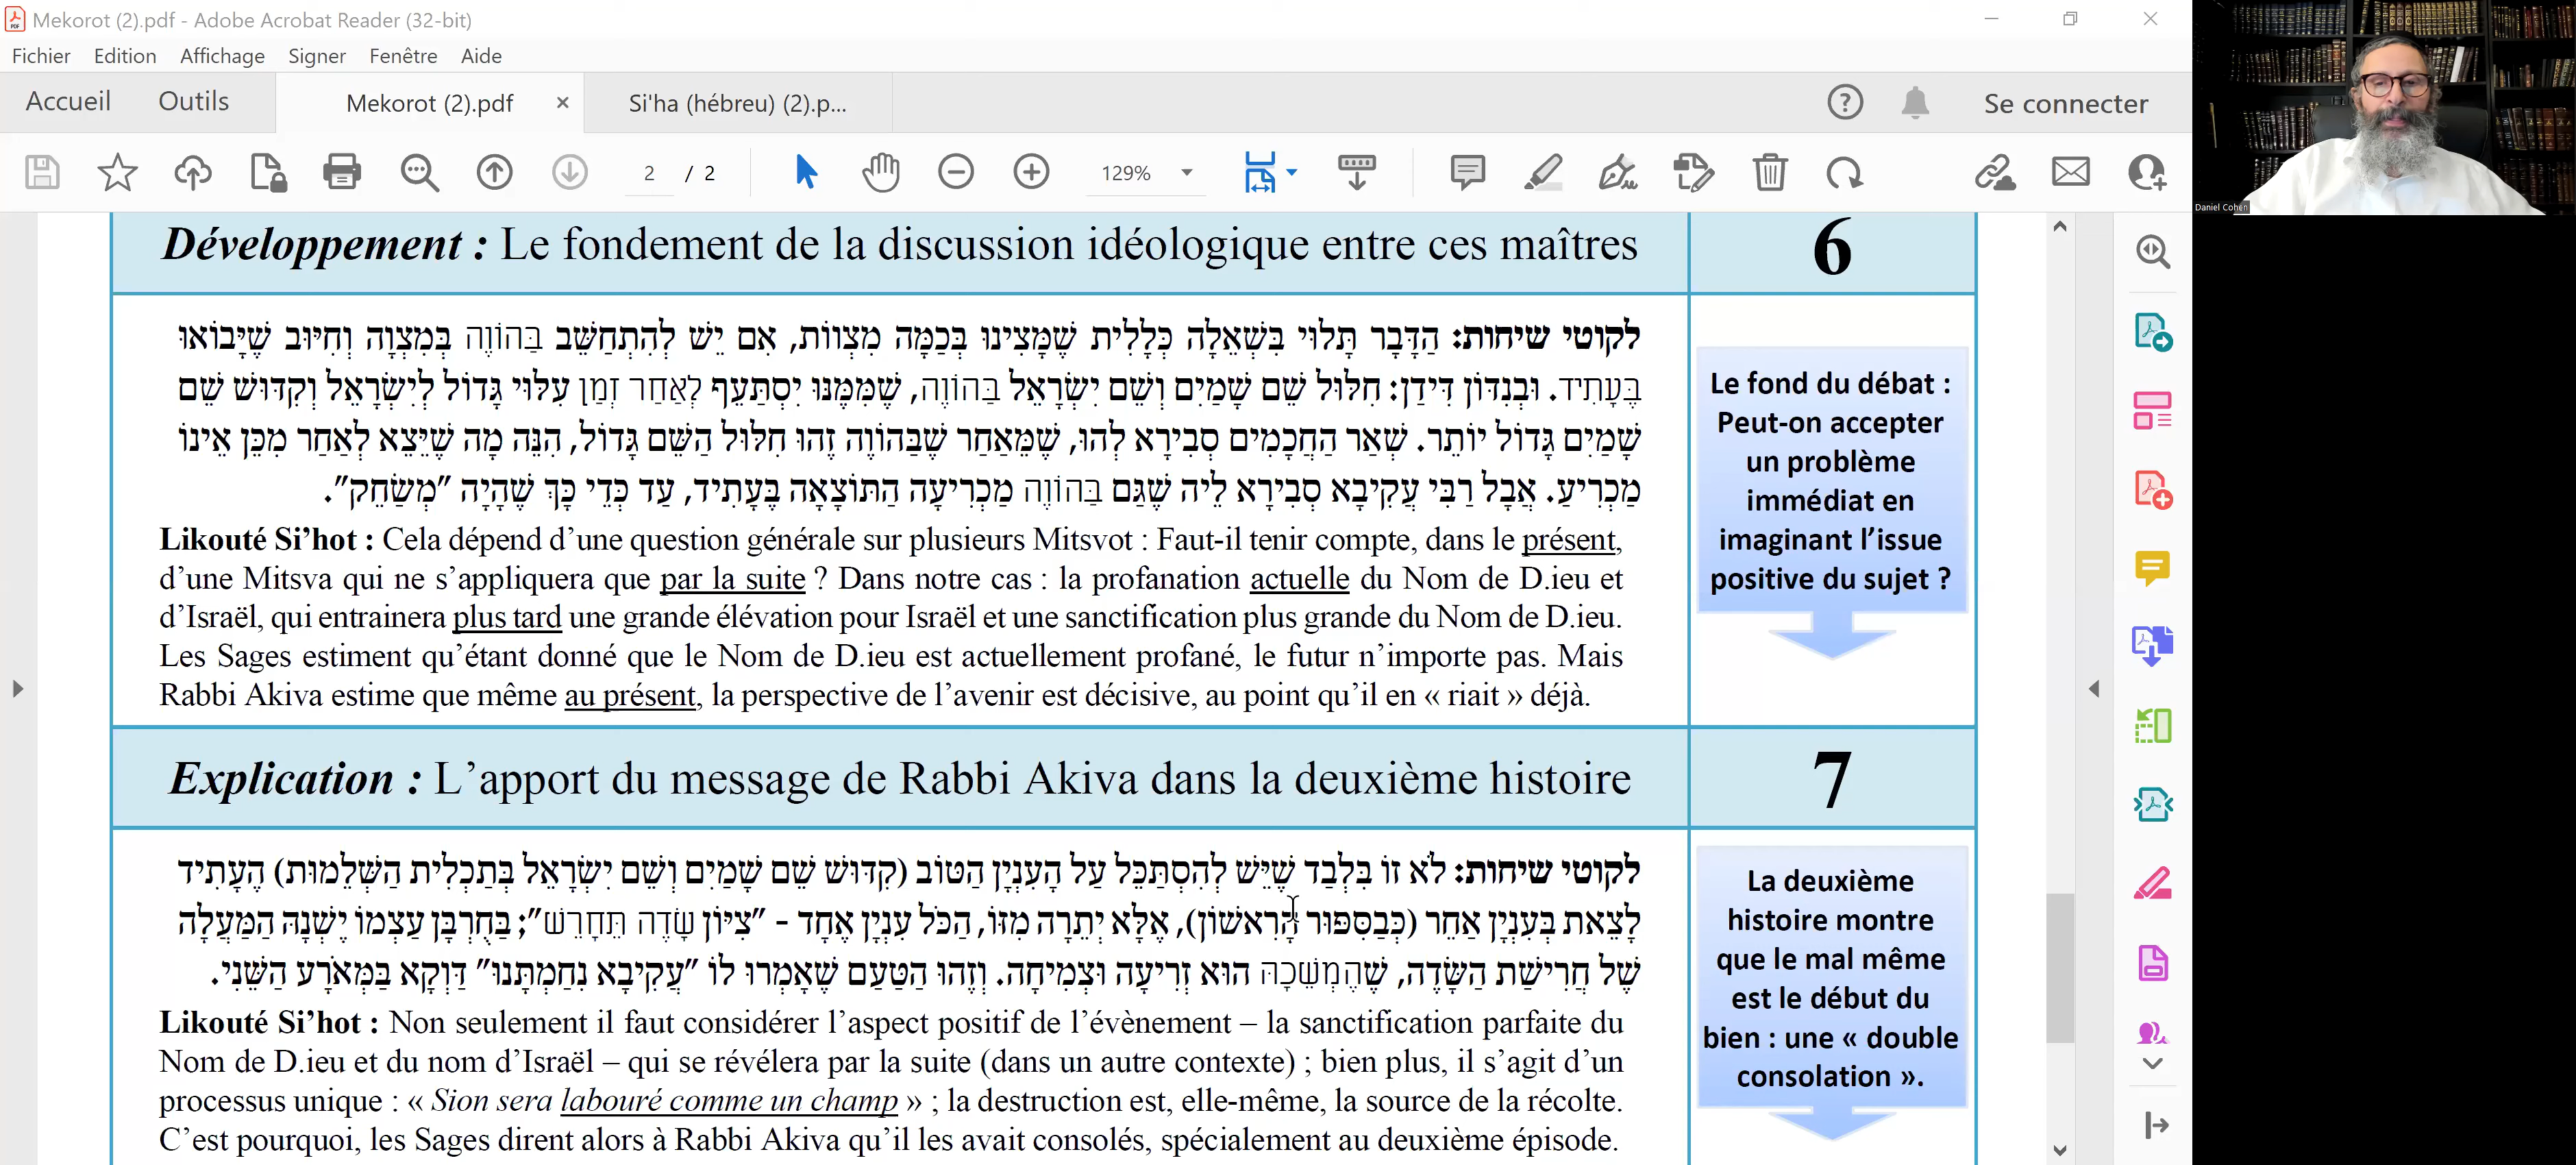 Mekorot (2).pdf - Adobe Acrobat Reader (32-bit)
Fichier Edition Affichage Signer Fenêtre Aide
Accueil Outils Mekorot (2).pdf × Si'ha (hébreu) (2).p... Se connecter
2 / 2 129%
Daniel Cohen
Développement : Le fondement de la discussion idéologique entre ces maîtres
6
לקוטי שיחות: הַדָּבָר תָּלוּי בִּשְׁאֵלָה כְּלָלִית שֶׁמָּצִינוּ בְּכַמָּה מִצְווֹת, אִם יֵשׁ לְהִתְחַשֵּׁב בַּהוֹוֶה בְּמִצְוָה וְחִיּוּב שֶׁיָּבוֹאוּ
בֶּעָתִיד. וּבְנִדּוֹן דִּידַן: חִלּוּל שֵׁם שָׁמַיִם וְשֵׁם יִשְׂרָאֵל בַּהוֹוֶה, שֶׁמִּמֶּנּוּ יִסְתַּעֵף לְאַחַר זְמַן עִלּוּי גָּדוֹל לְיִשְׂרָאֵל וְקִדּוּשׁ שֵׁם
שָׁמַיִם גָּדוֹל יוֹתֵר. שְׁאַר הַחֲכָמִים סְבִירָא לְהוּ, שֶׁמֵּאַחַר שֶׁבַּהוֹוֶה זֶהוּ חִלּוּל הַשֵּׁם גָּדוֹל, הִנֵּה מָה שֶׁיֵּצֵא לְאַחַר מִכֵּן אֵינוֹ
מַכְרִיעַ. אֲבָל רַבִּי עֲקִיבָא סְבִירָא לֵיהּ שֶׁגַּם בַּהוֹוֶה מַכְרִיעָה הַתּוֹצָאָה בֶּעָתִיד, עַד כְּדֵי כָּךְ שֶׁהָיָה "מְשַׂחֵק".
Likouté Si'hot : Cela dépend d'une question générale sur plusieurs Mitsvot : Faut-il tenir compte, dans le présent,
d'une Mitsva qui ne s'appliquera que par la suite ? Dans notre cas : la profanation actuelle du Nom de D.ieu et
d'Israël, qui entrainera plus tard une grande élévation pour Israël et une sanctification plus grande du Nom de D.ieu.
Les Sages estiment qu'étant donné que le Nom de D.ieu est actuellement profané, le futur n'importe pas. Mais
Rabbi Akiva estime que même au présent, la perspective de l'avenir est décisive, au point qu'il en « riait » déjà.
Le fond du débat :
Peut-on accepter
un problème
immédiat en
imaginant l'issue
positive du sujet ?
Explication : L'apport du message de Rabbi Akiva dans la deuxième histoire
7
לקוטי שיחות: לֹא זוֹ בִּלְבַד שֶׁיֵּשׁ לְהִסְתַּכֵּל עַל הָעִנְיָן הַטּוֹב (קִדּוּשׁ שֵׁם שָׁמַיִם וְשֵׁם יִשְׂרָאֵל בְּתַכְלִית הַשְּׁלֵמוּת) הֶעָתִיד
לָצֵאת בְּעִנְיָן אַחֵר (כְּבַסִּפּוּר הָרִאשׁוֹן), אֶלָּא יְתֵרָה מִזּוֹ, הַכֹּל עִנְיָן אֶחָד - "צִיּוֹן שָׂדֶה תֵּחָרֵשׁ"; בַּחֻרְבָּן עַצְמוֹ יֶשְׁנָהּ הַמַּעֲלָה
שֶׁל חֲרִישַׁת הַשָּׂדֶה, שֶׁהֶמְשֵׁכָהּ הוּא זְרִיעָה וּצְמִיחָה. וְזֶהוּ הַטַּעַם שֶׁאָמְרוּ לוֹ "עֲקִיבָא נִחַמְתָּנוּ" דַּוְקָא בַּמְּאֹרָע הַשֵּׁנִי.
Likouté Si'hot : Non seulement il faut considérer l'aspect positif de l'évènement – la sanctification parfaite du
Nom de D.ieu et du nom d'Israël – qui se révélera par la suite (dans un autre contexte) ; bien plus, il s'agit d'un
processus unique : « Sion sera labouré comme un champ » ; la destruction est, elle-même, la source de la récolte.
C'est pourquoi, les Sages dirent alors à Rabbi Akiva qu'il les avait consolés, spécialement au deuxième épisode.
La deuxième
histoire montre
que le mal même
est le début du
bien : une « double
consolation ».